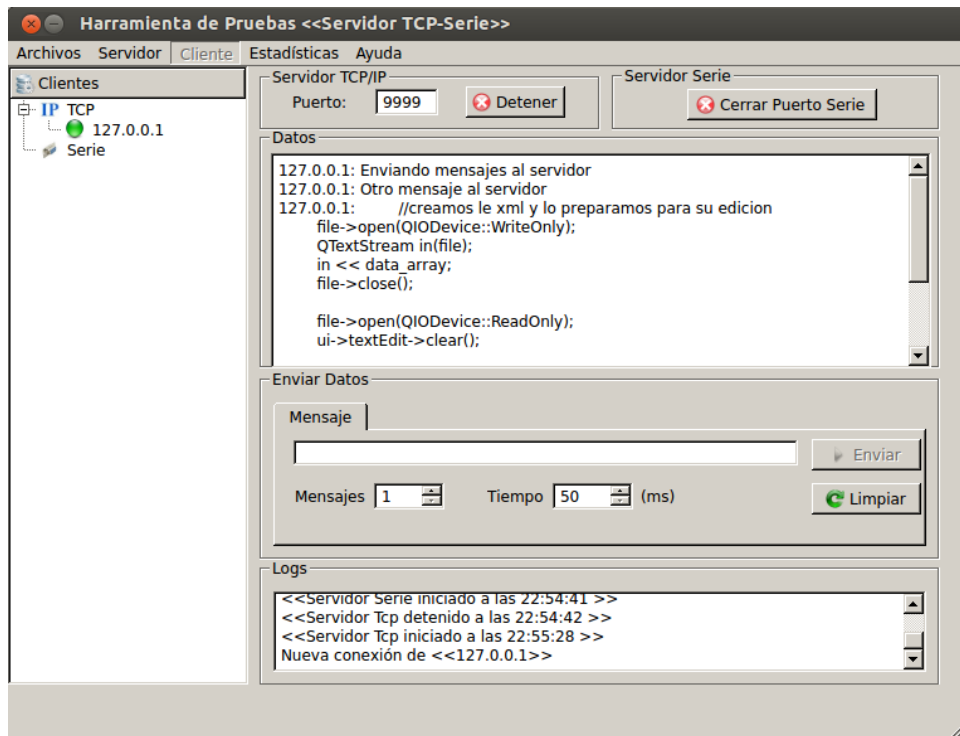 Harramienta de Pruebas <<Servidor TCP-Serie>>
Archivos Servidor Cliente Estadísticas Ayuda
Clientes
IP TCP
127.0.0.1
Serie
Servidor TCP/IP
Puerto: 9999 Detener
Servidor Serie
Cerrar Puerto Serie
Datos
127.0.0.1: Enviando mensajes al servidor
127.0.0.1: Otro mensaje al servidor
127.0.0.1: //creamos le xml y lo preparamos para su edicion
file->open(QIODevice::WriteOnly);
QTextStream in(file);
in << data_array;
file->close();
file->open(QIODevice::ReadOnly);
ui->textEdit->clear();
Enviar Datos
Mensaje
Enviar
Mensajes 1 Tiempo 50 (ms) Limpiar
Logs
<<Servidor Serie iniciado a las 22:54:41 >>
<<Servidor Tcp detenido a las 22:54:42 >>
<<Servidor Tcp iniciado a las 22:55:28 >>
Nueva conexión de <<127.0.0.1>>